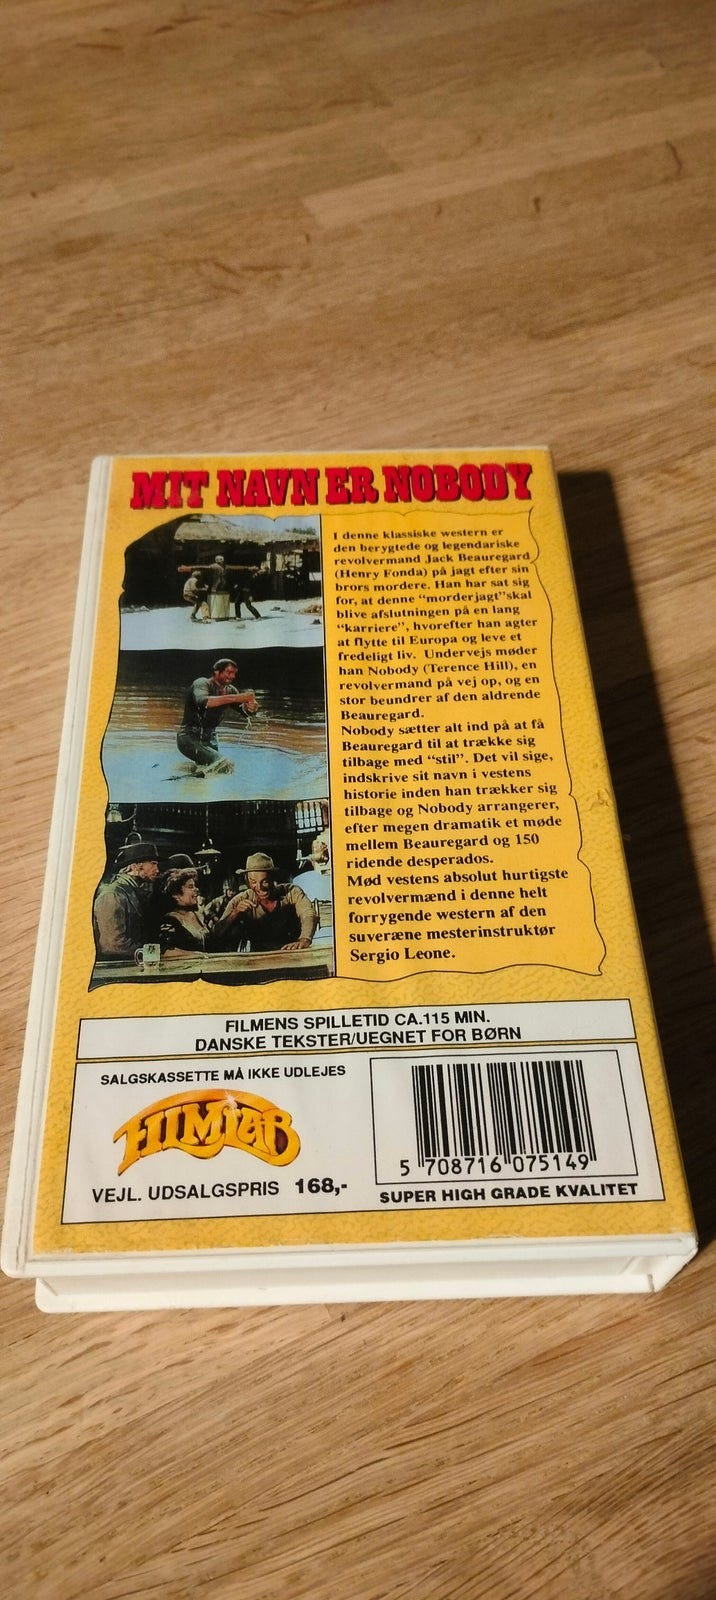 MIT NAVN ER NOBODY
I denne klassiske western er
den berygtede og legendariske
revolvermand Jack Beauregard
(Henry Fonda) på jagt efter sin
brors mordere. Han har sat sig
for, at denne “morderjagt”skal
blive afslutningen på en lang
“karriere”, hvorefter han agter
at flytte til Europa og leve et
fredeligt liv. Undervejs møder
han Nobody (Terence Hill), en
revolvermand på vej op, og en
stor beundrer af den aldrende
Beauregard.
Nobody sætter alt ind på at få
Beauregard til at trække sig
tilbage med “stil”. Det vil sige,
indskrive sit navn i vestens
historie inden han trækker sig
tilbage og Nobody arrangerer,
efter megen dramatik et møde
mellem Beauregard og 150
ridende desperados.
Mød vestens absolut hurtigste
revolvermænd i denne helt
forrygende western af den
suveræne mesterinstruktør
Sergio Leone.
FILMENS SPILLETID CA.115 MIN.
DANSKE TEKSTER/UEGNET FOR BØRN
SALGSKASSETTE MÅ IKKE UDLEJES
FILMLAB
VEJL. UDSALGSPRIS 168,-
5 708716 075149
SUPER HIGH GRADE KVALITET